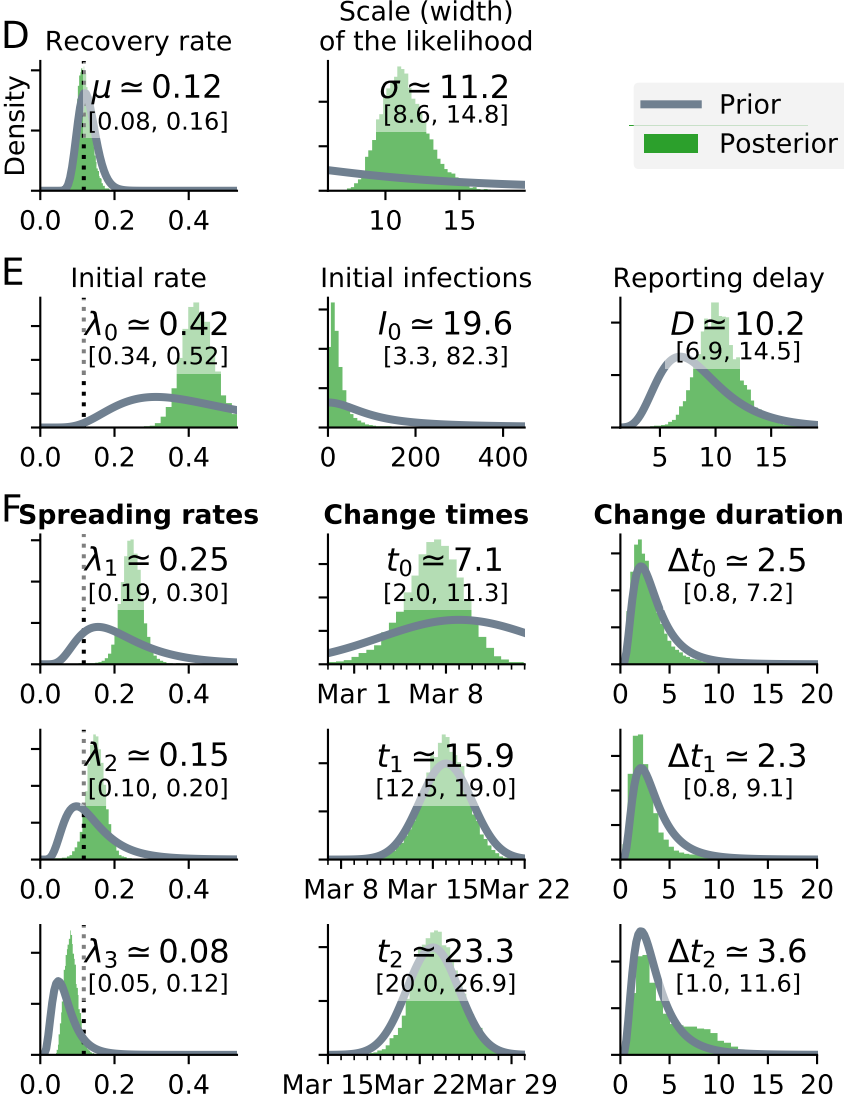 D
Recovery rate
Density
μ ≃ 0.12
[0.08, 0.16]
0.0 0.2 0.4
Scale (width)
of the likelihood
σ ≃ 11.2
[8.6, 14.8]
10 15
Prior
Posterior
E
Initial rate
λ0 ≃ 0.42
[0.34, 0.52]
0.0 0.2 0.4
Initial infections
I0 ≃ 19.6
[3.3, 82.3]
0 200 400
Reporting delay
D ≃ 10.2
[6.9, 14.5]
5 10 15
F
Spreading rates
λ1 ≃ 0.25
[0.19, 0.30]
0.0 0.2 0.4
Change times
t0 ≃ 7.1
[2.0, 11.3]
Mar 1 Mar 8
Change duration
Δt0 ≃ 2.5
[0.8, 7.2]
0 5 10 15 20
λ2 ≃ 0.15
[0.10, 0.20]
0.0 0.2 0.4
t1 ≃ 15.9
[12.5, 19.0]
Mar 8 Mar 15 Mar 22
Δt1 ≃ 2.3
[0.8, 9.1]
0 5 10 15 20
λ3 ≃ 0.08
[0.05, 0.12]
0.0 0.2 0.4
t2 ≃ 23.3
[20.0, 26.9]
Mar 15 Mar 22 Mar 29
Δt2 ≃ 3.6
[1.0, 11.6]
0 5 10 15 20